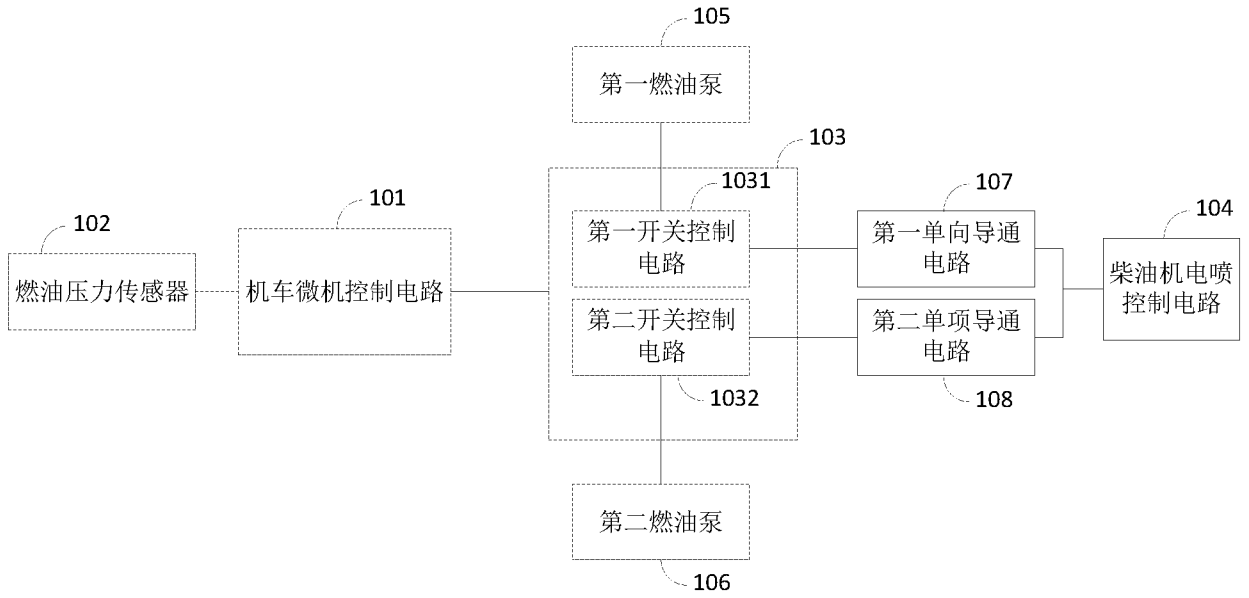 105
第一燃油泵
103
1031
第一开关控制
电路
107
第一单向导通
电路
104
柴油机电喷
控制电路
101
机车微机控制电路
102
燃油压力传感器
第二开关控制
电路
1032
第二单项导通
电路
108
第二燃油泵
106